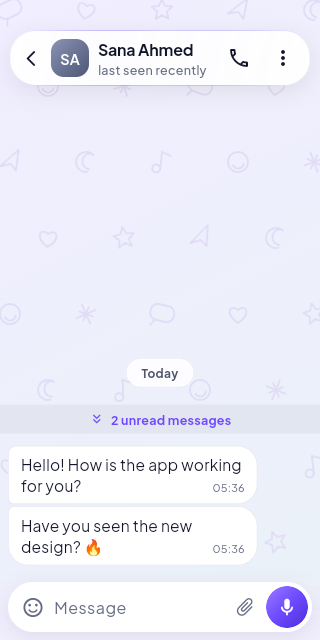 SA
Sana Ahmed
last seen recently
Today
2 unread messages
Hello! How is the app working
for you?
05:36
Have you seen the new
design? 🔥
05:36
Message